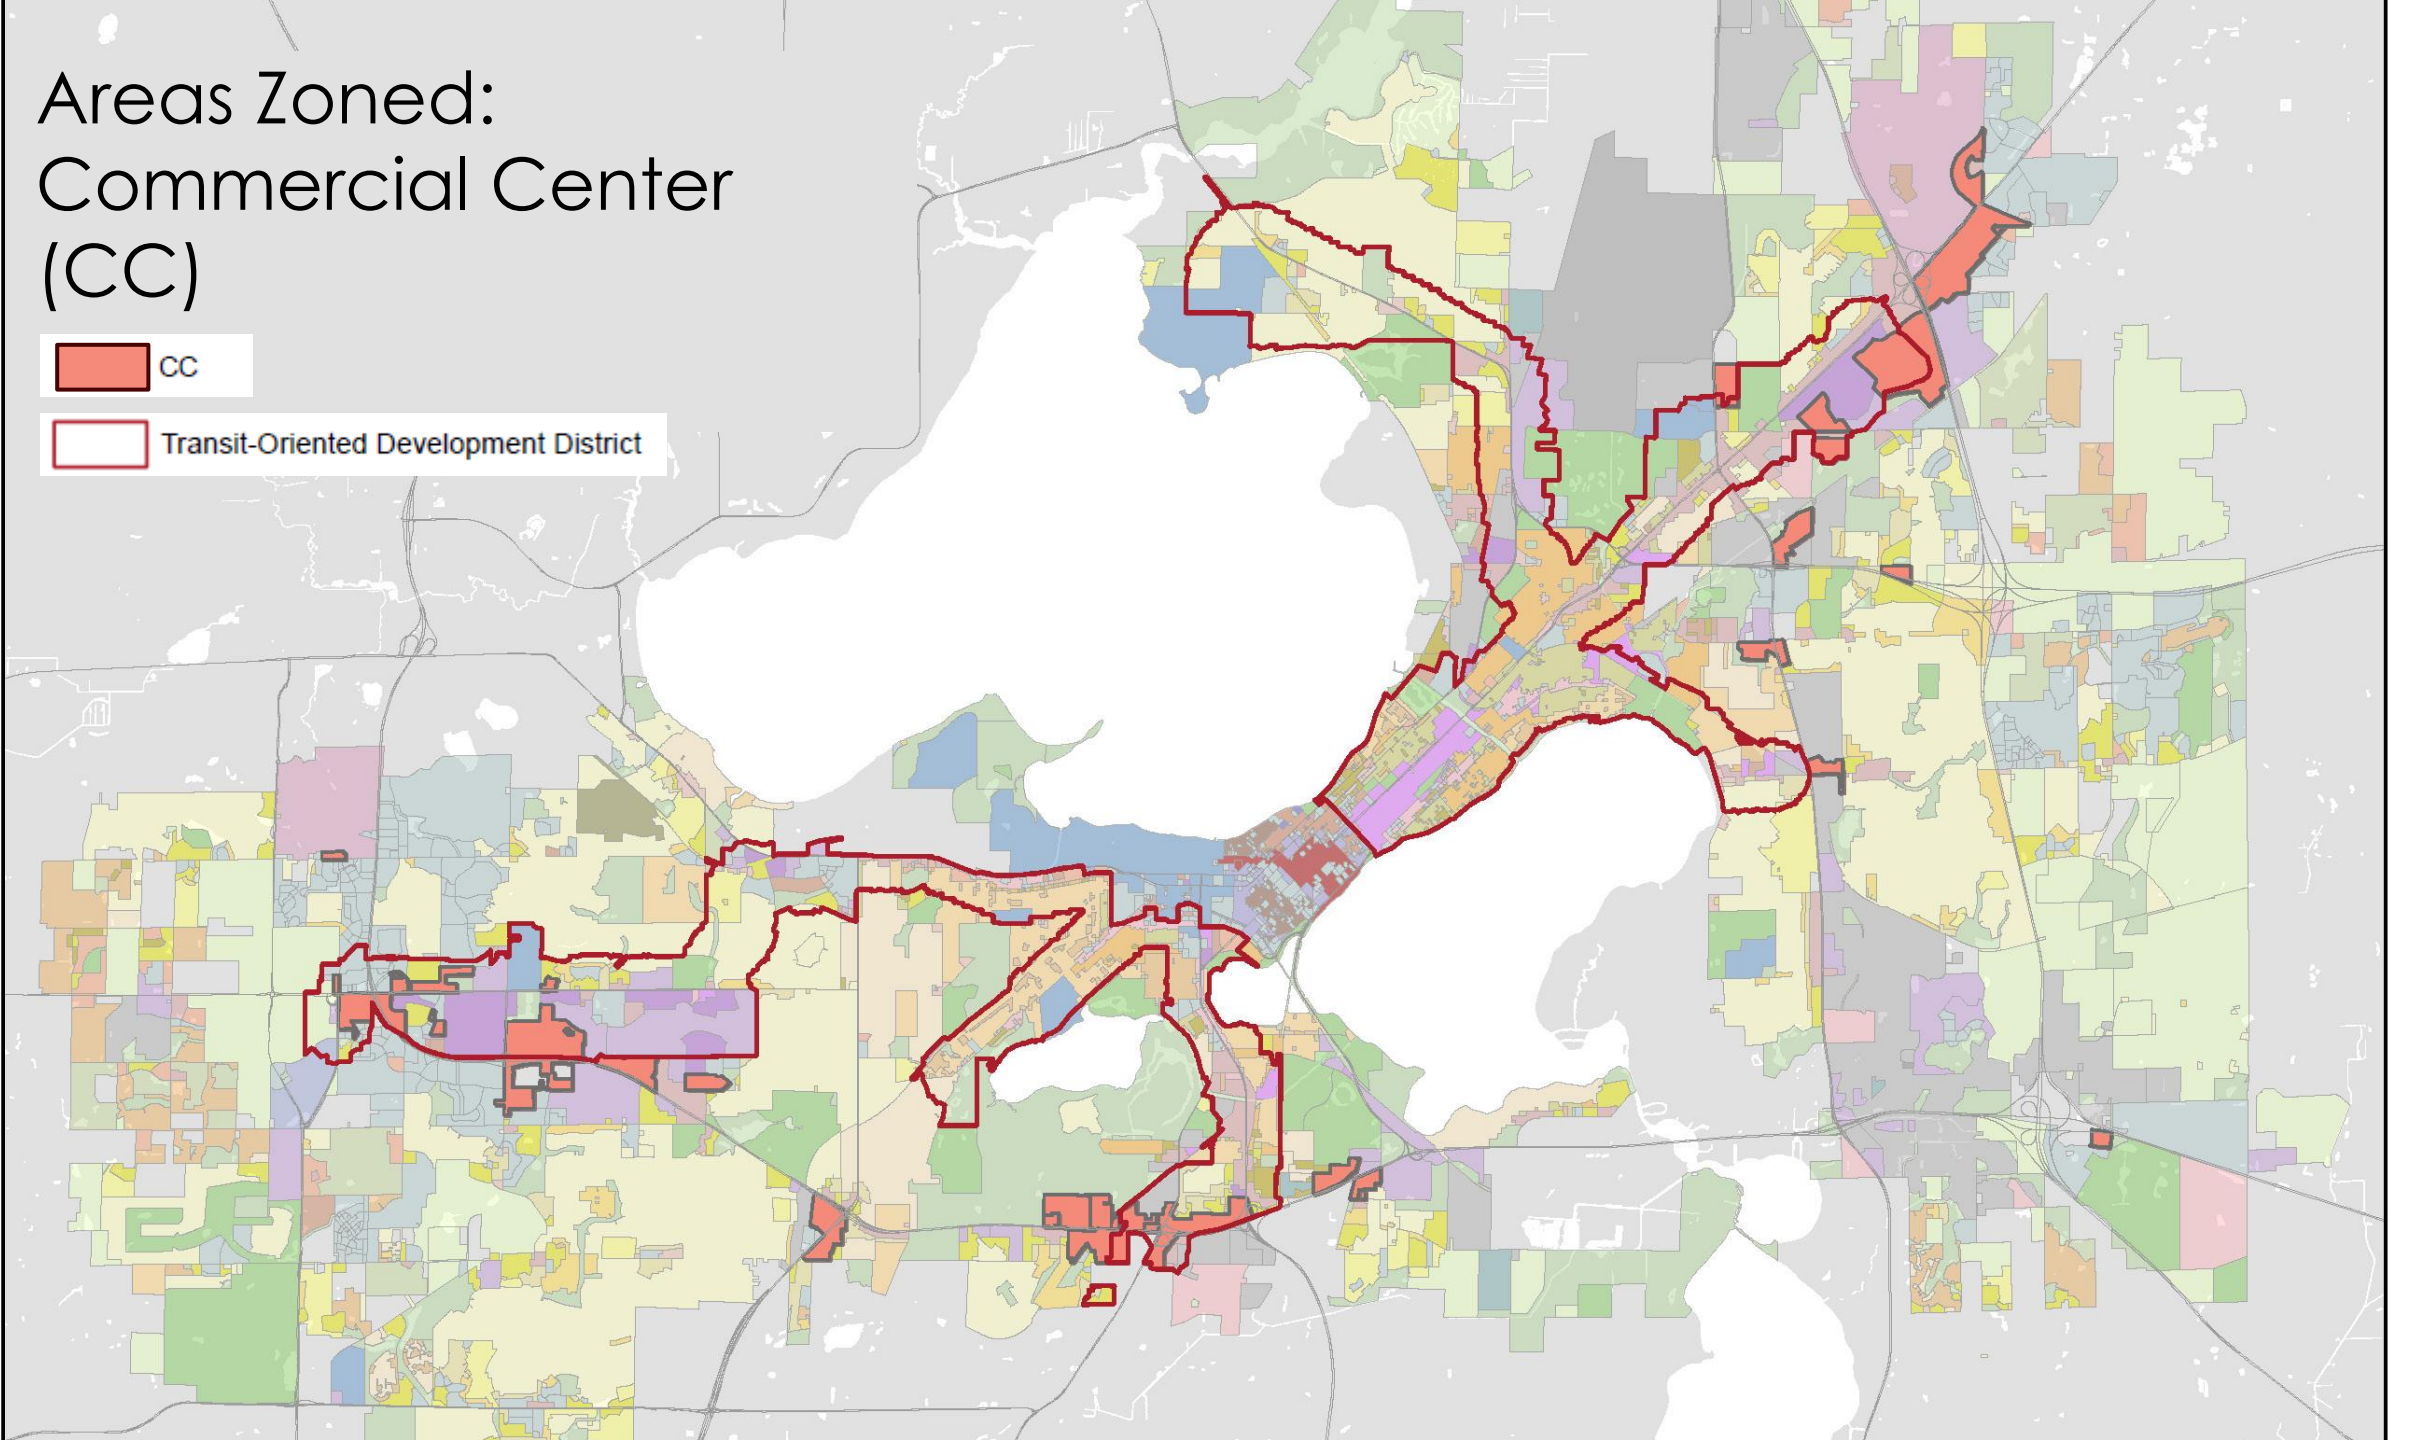 Areas Zoned:
Commercial Center
(CC)
CC
Transit-Oriented Development District